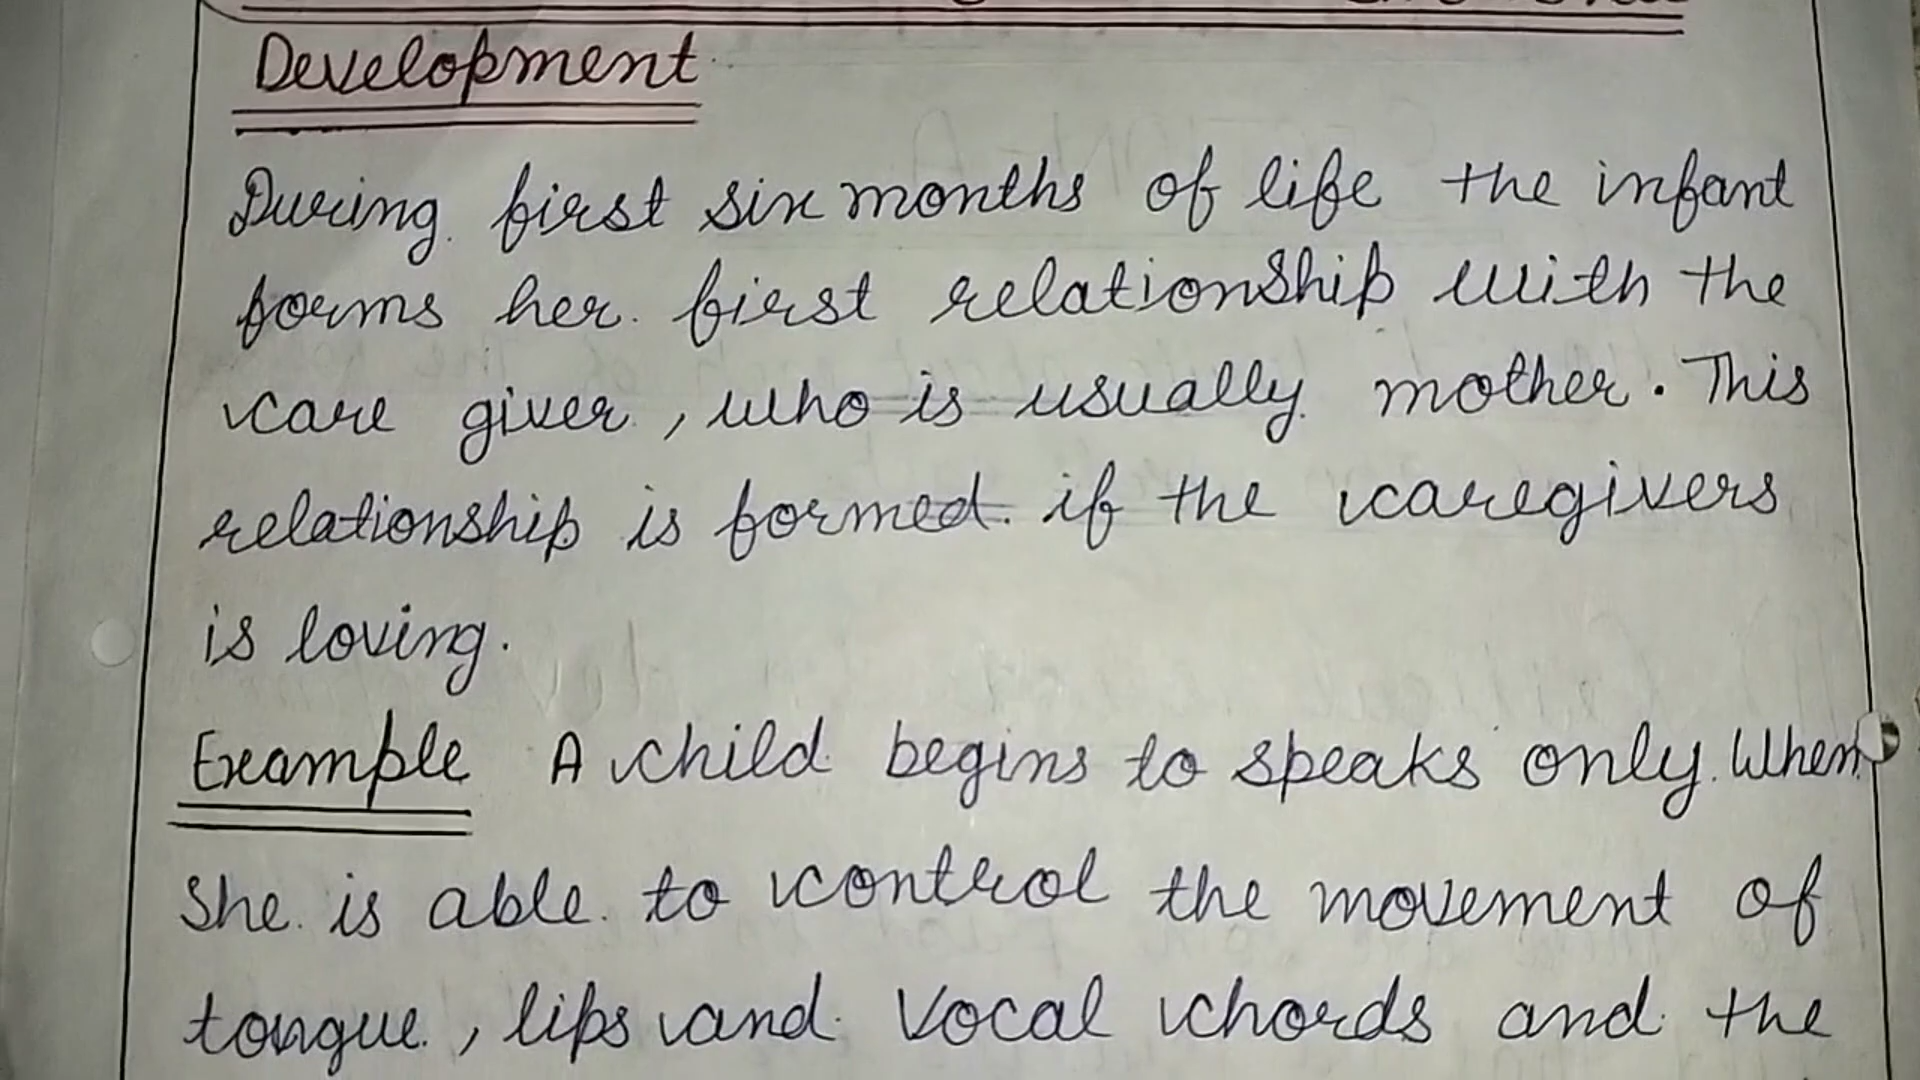 Development
During first six months of life the infant
forms her first relationship with the
care giver, who is usually mother. This
relationship is formed if the caregivers
is loving.
Example A child begins to speaks only When
She is able to control the movement of
tongue, lips and Vocal chords and the